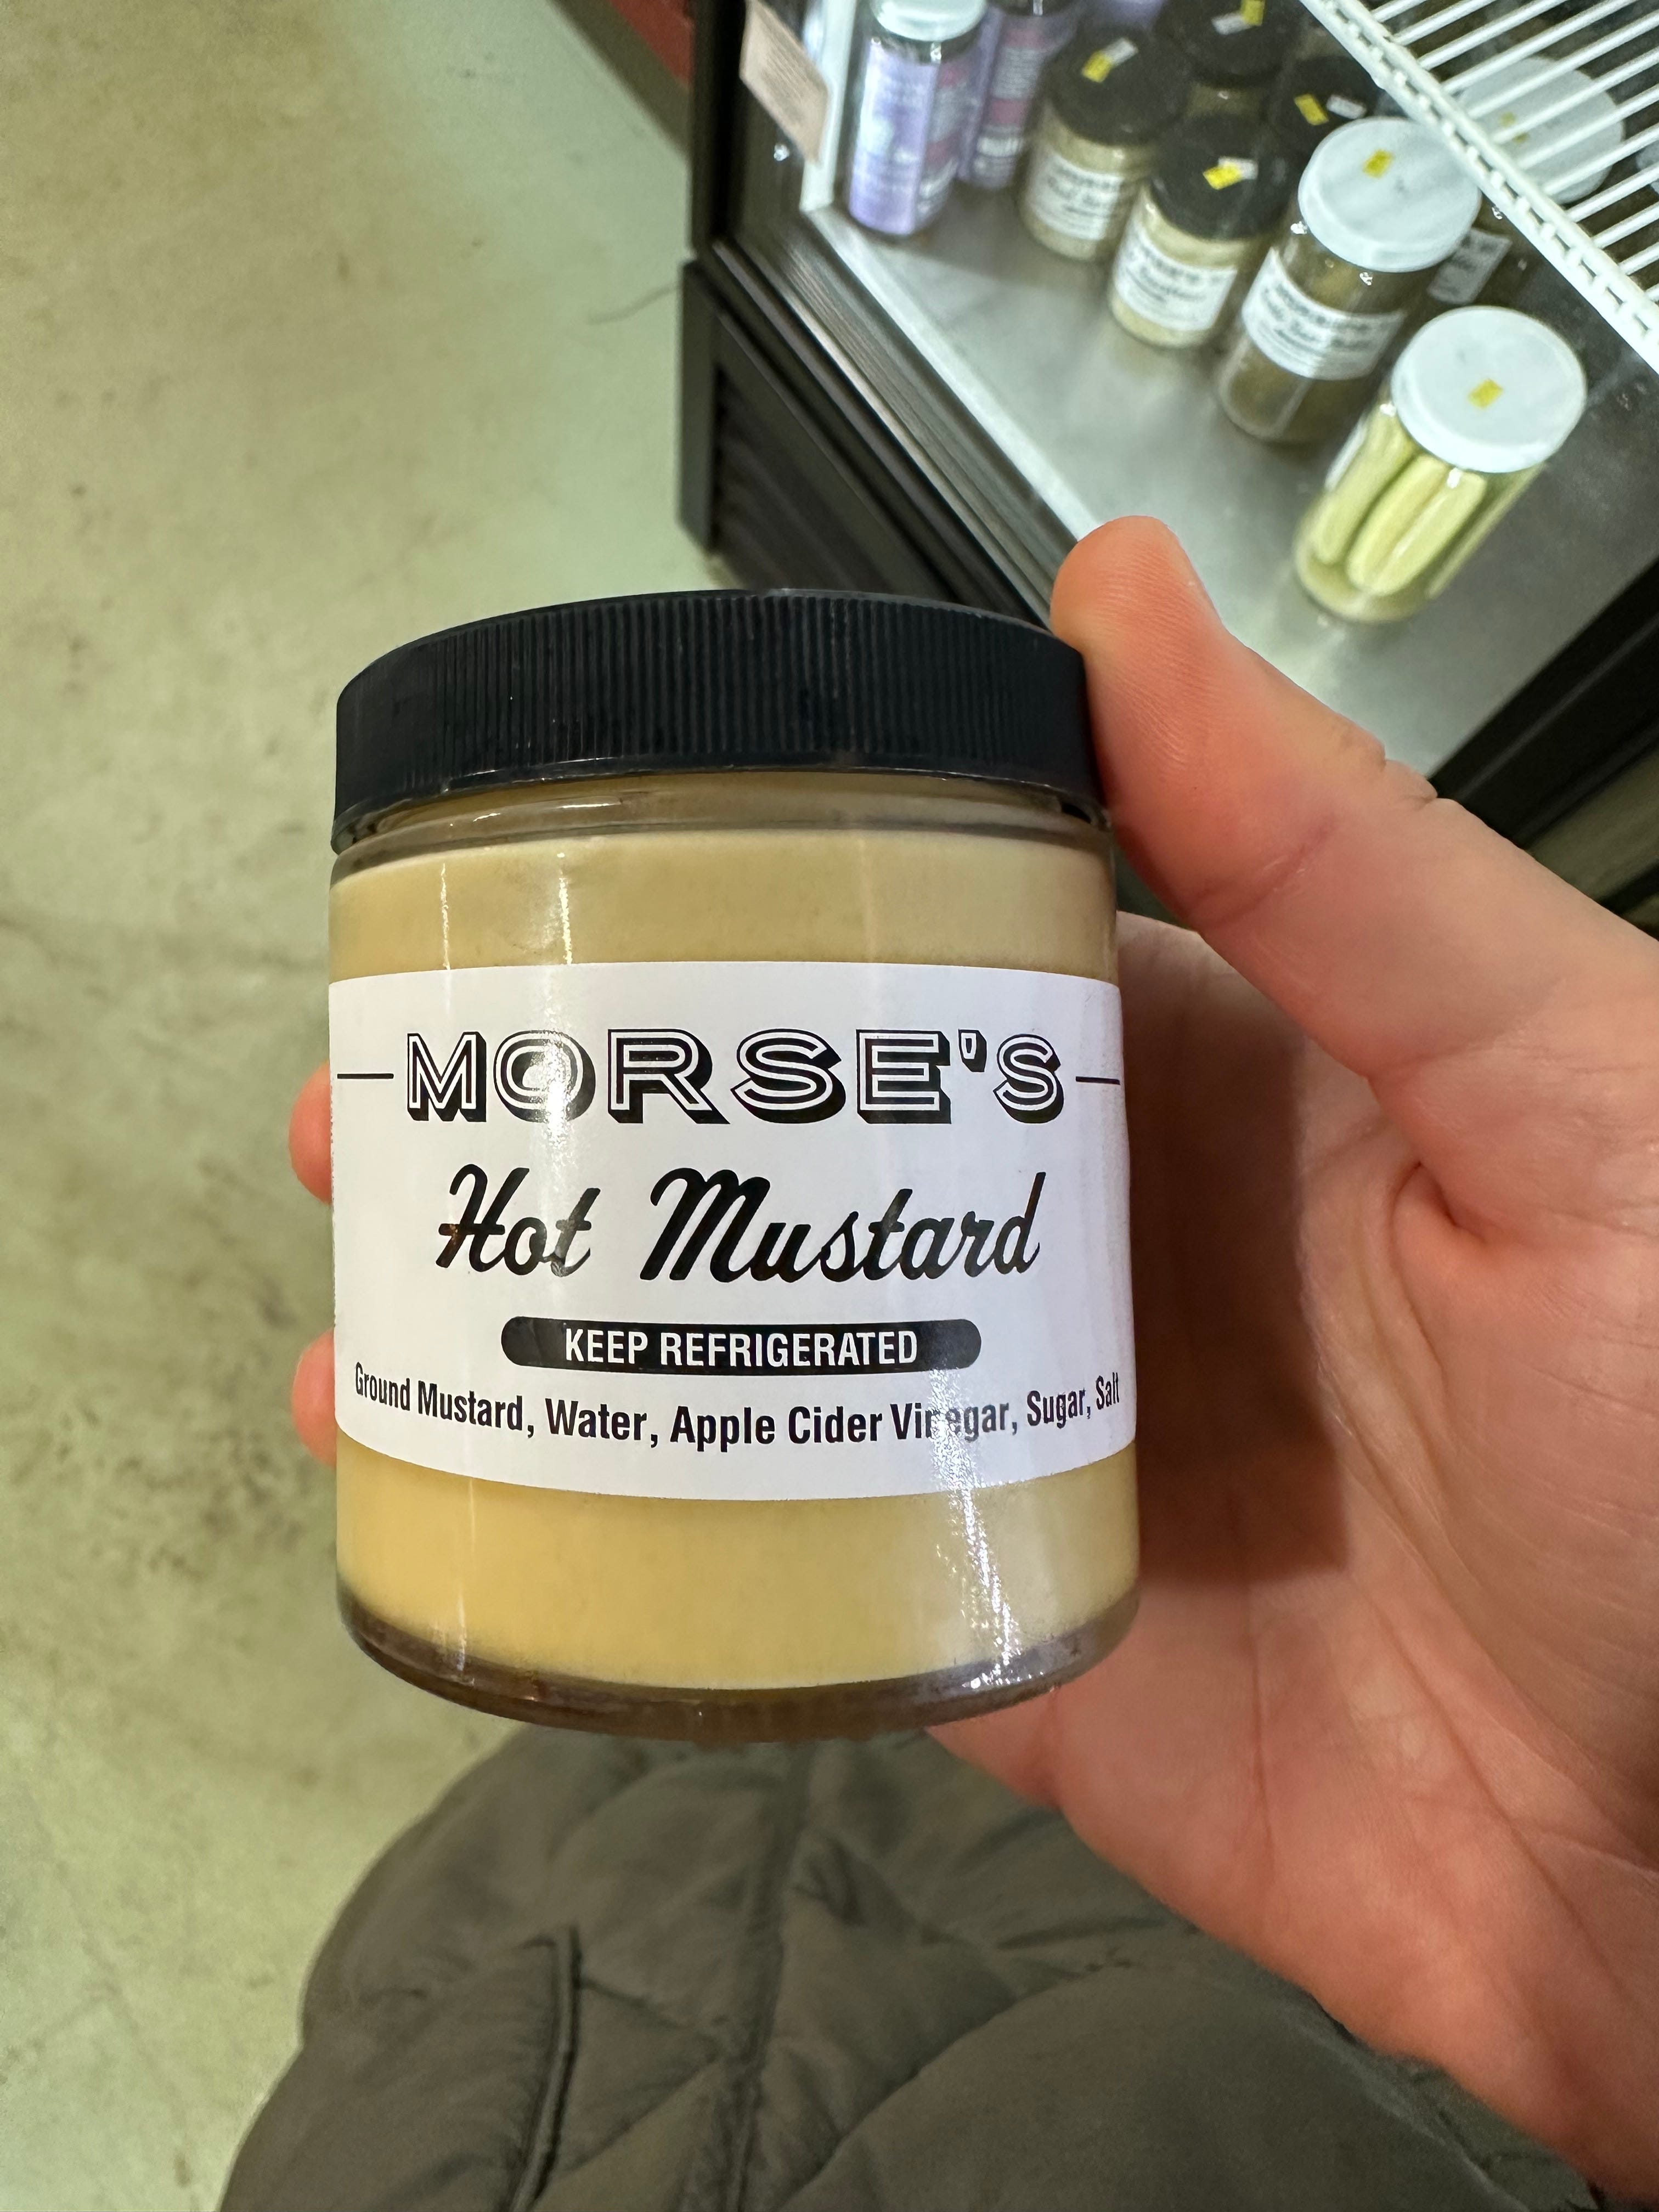 MORSE'S
Hot Mustard
KEEP REFRIGERATED
Ground Mustard, Water, Apple Cider Vinegar, Sugar, Salt